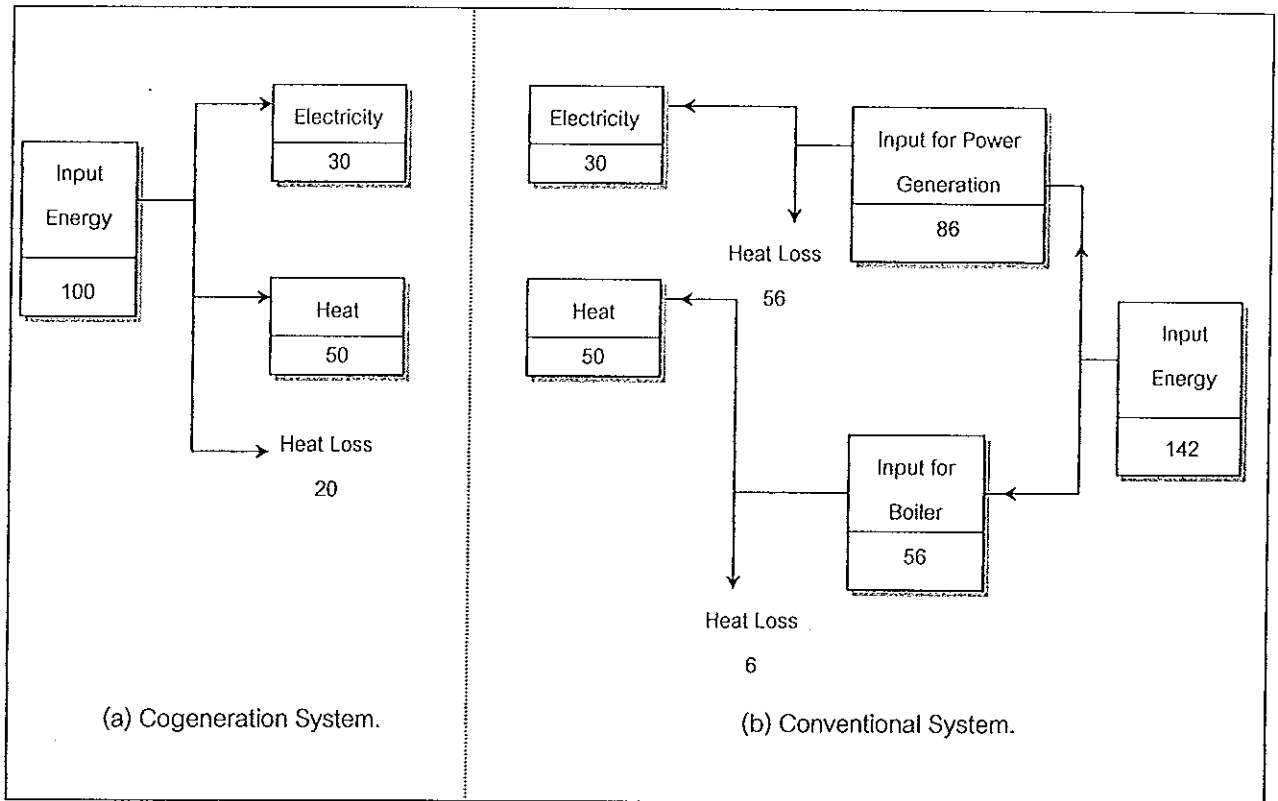 Input
Energy
100
Electricity
30
Heat
50
Heat Loss
20
(a) Cogeneration System.
Electricity
30
Heat Loss
56
Input for Power
Generation
86
Heat
50
Input
Energy
142
Input for
Boiler
56
Heat Loss
6
(b) Conventional System.